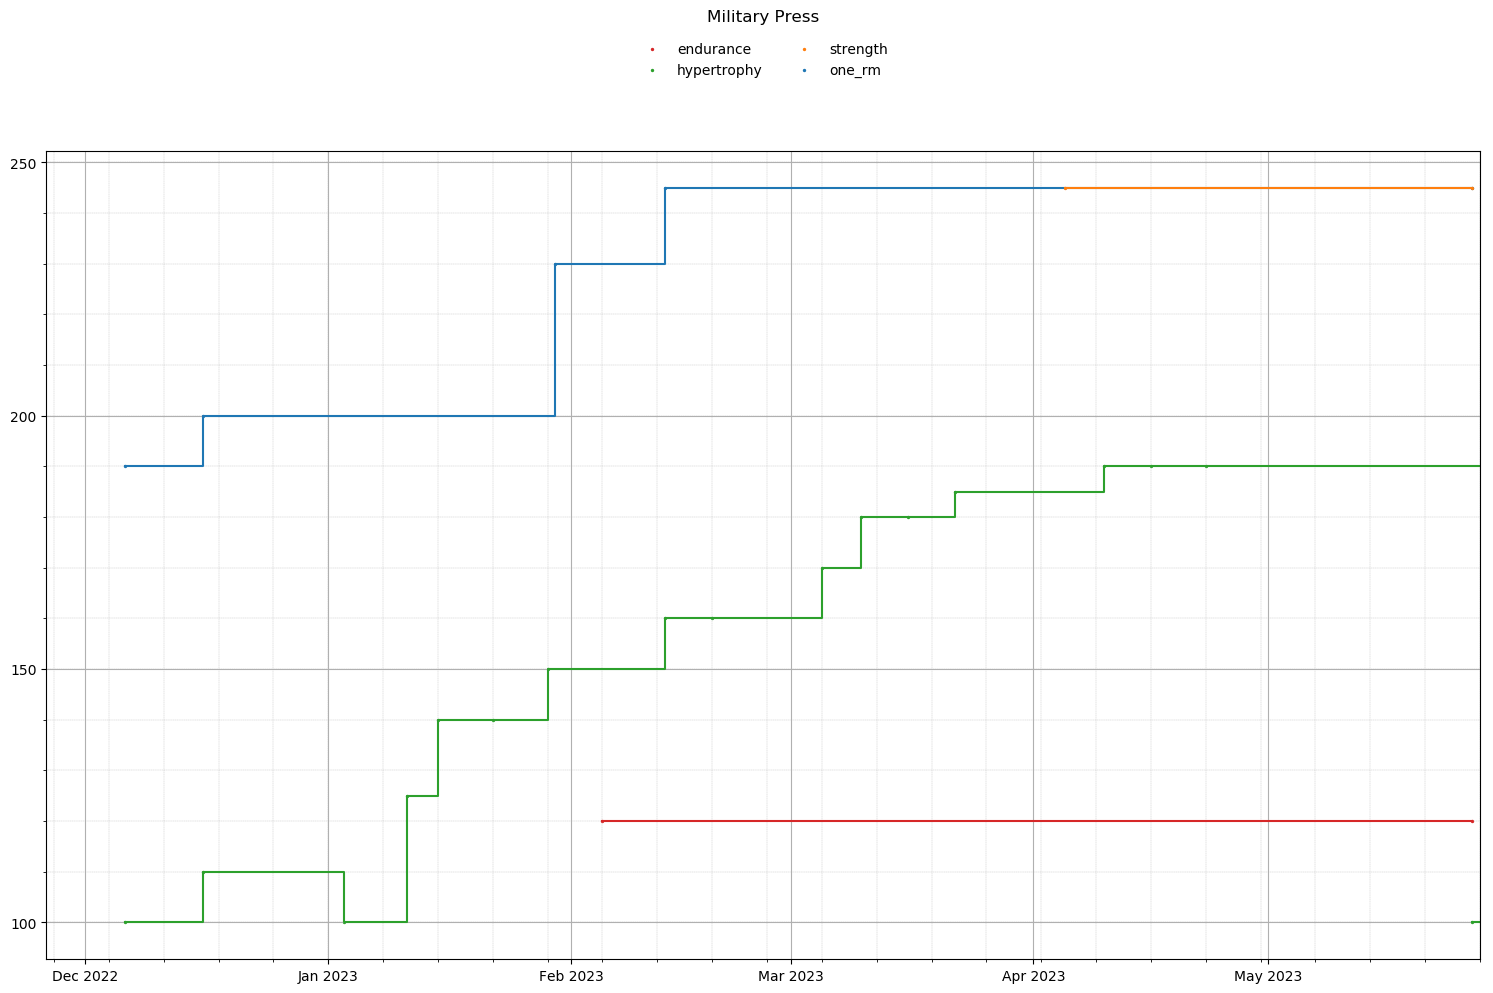 Military Press
endurance strength
hypertrophy one_rm
250
200
150
100
Dec 2022 Jan 2023 Feb 2023 Mar 2023 Apr 2023 May 2023